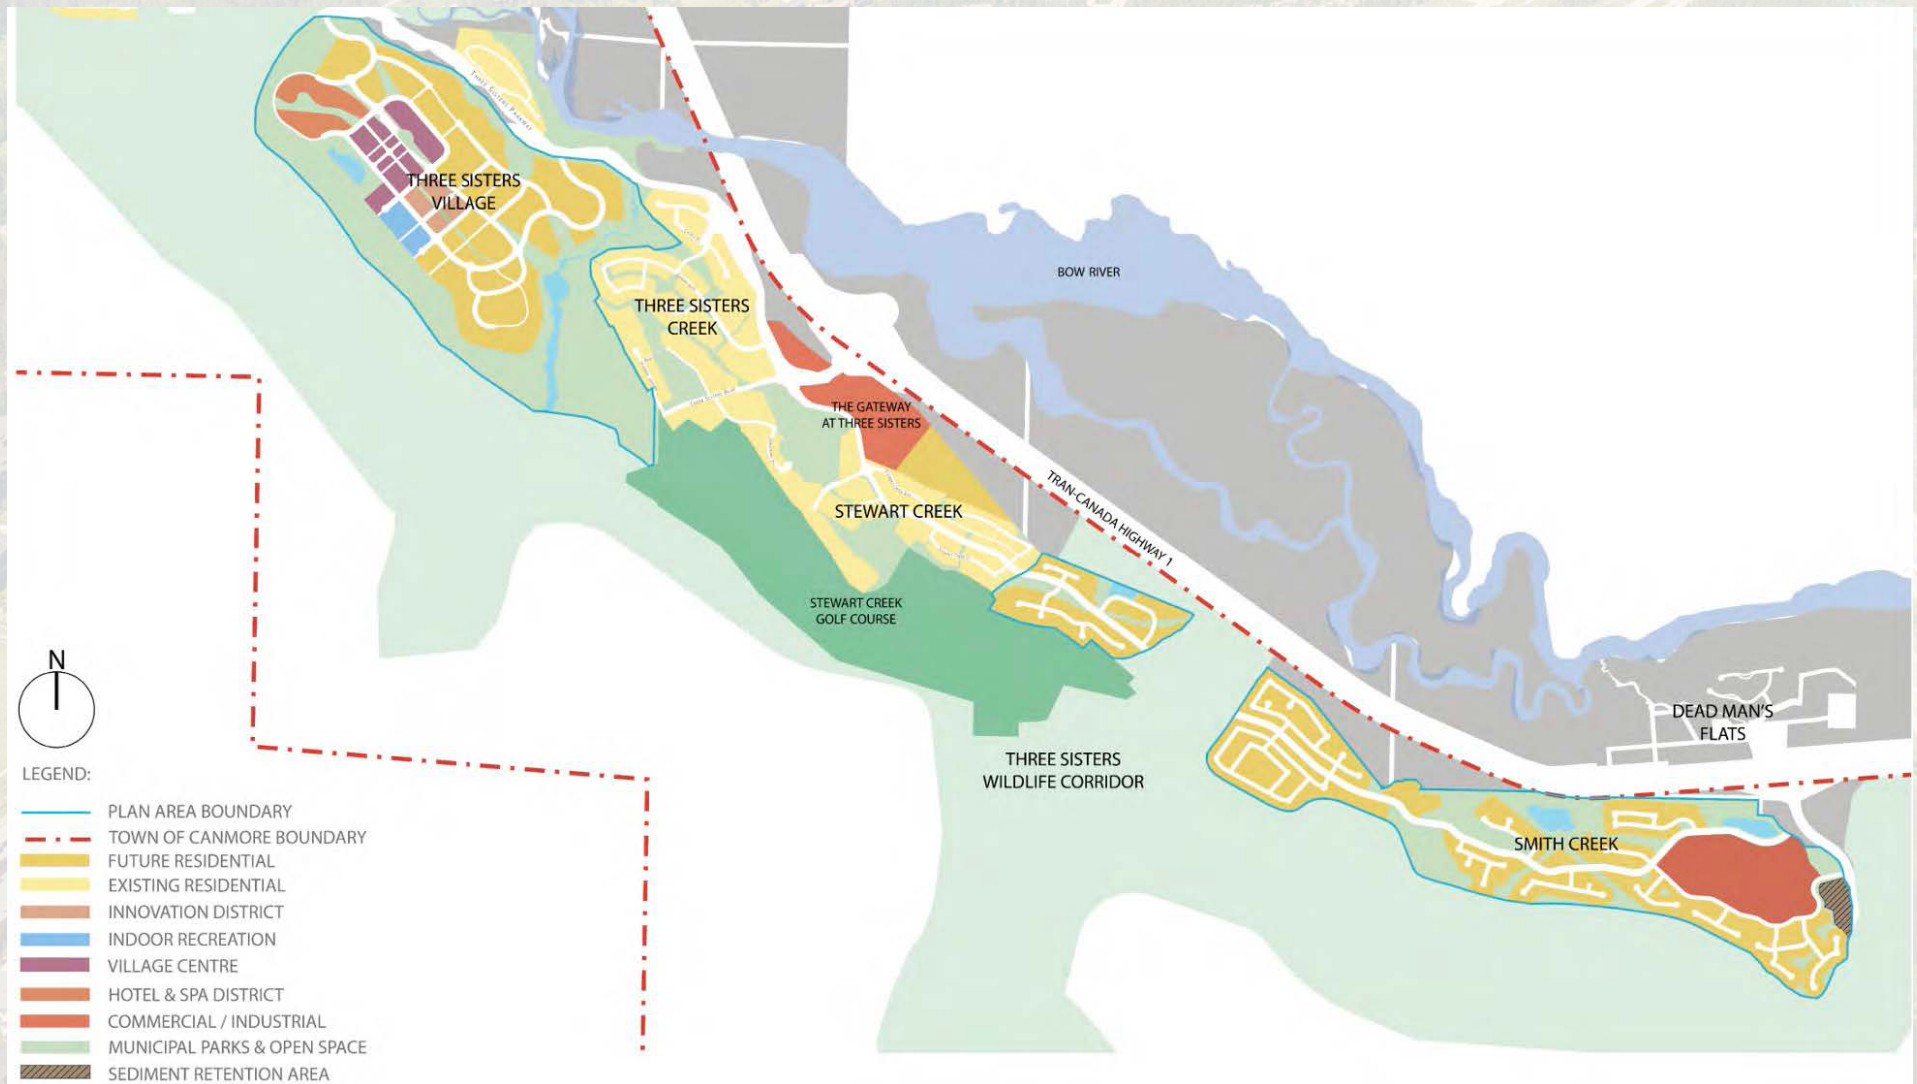 THREE SISTERS PARKWAY
THREE SISTERS
VILLAGE
BOW RIVER
THREE SISTERS
CREEK
THE GATEWAY
AT THREE SISTERS
TRAN-CANADA HIGHWAY 1
STEWART CREEK
STEWART CREEK
GOLF COURSE
DEAD MAN'S
FLATS
THREE SISTERS
WILDLIFE CORRIDOR
SMITH CREEK
N
LEGEND:
PLAN AREA BOUNDARY
TOWN OF CANMORE BOUNDARY
FUTURE RESIDENTIAL
EXISTING RESIDENTIAL
INNOVATION DISTRICT
INDOOR RECREATION
VILLAGE CENTRE
HOTEL & SPA DISTRICT
COMMERCIAL / INDUSTRIAL
MUNICIPAL PARKS & OPEN SPACE
SEDIMENT RETENTION AREA